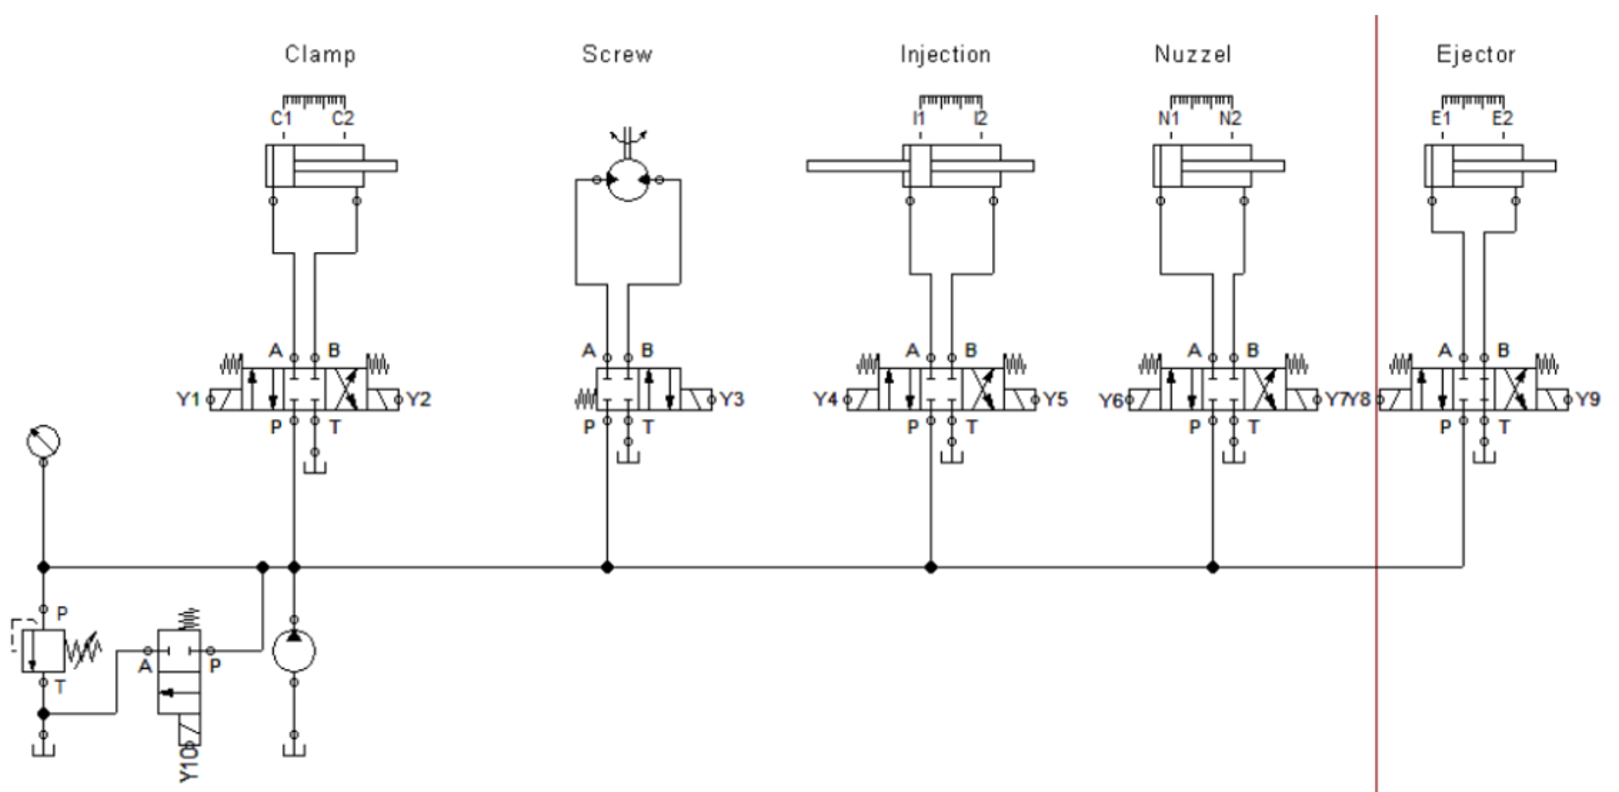 Clamp Screw Injection Nuzzel Ejector
C1 C2 I1 I2 N1 N2 E1 E2
A B A B A B A B A B
Y1 Y2 Y3 Y4 Y5 Y6 Y7 Y8 Y9
P T P T P T P T P T
P
A P
T
Y10